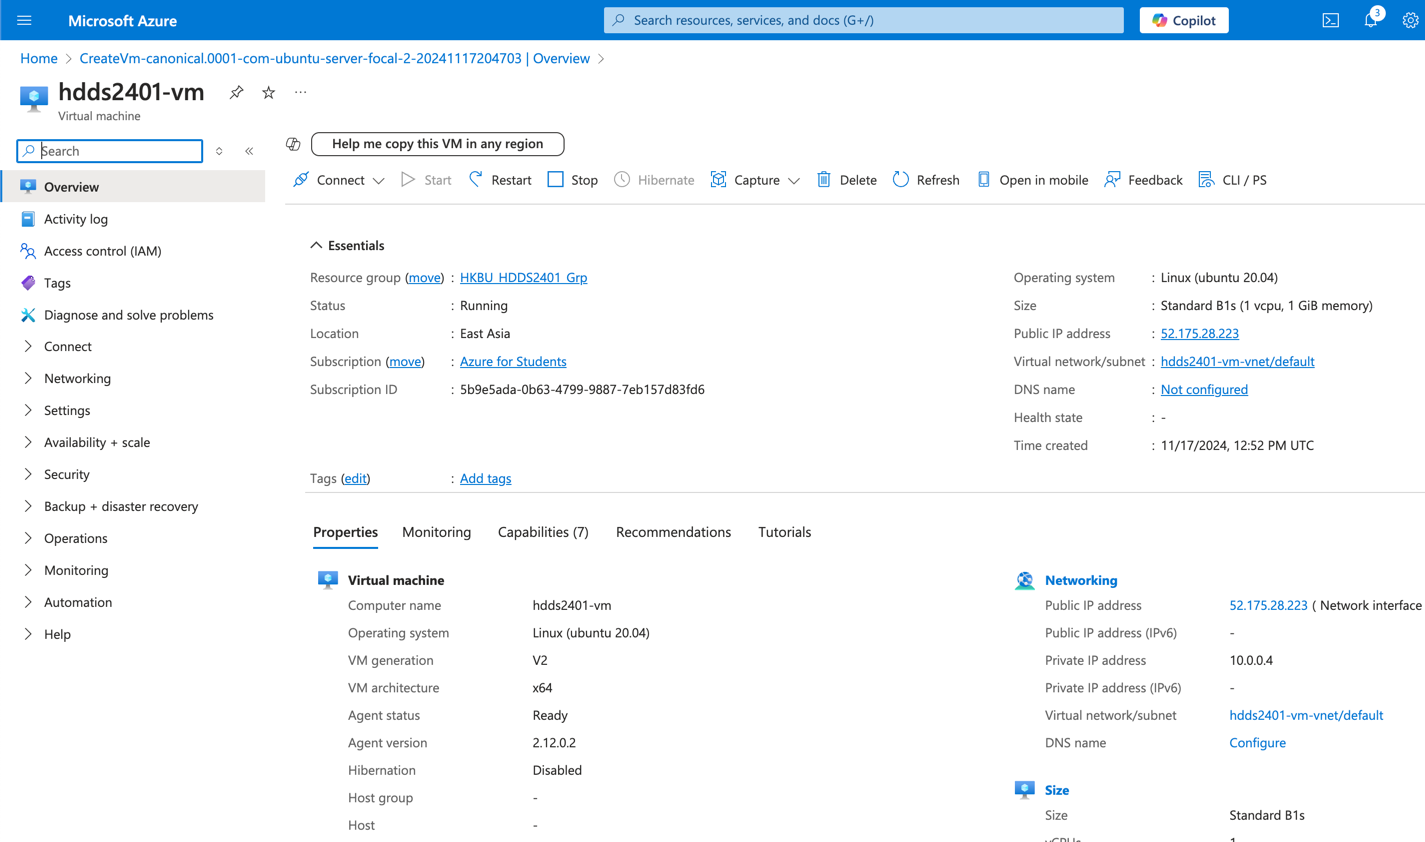 Microsoft Azure
Search resources, services, and docs (G+/)
Copilot
3
Home > CreateVm-canonical.0001-com-ubuntu-server-focal-2-20241117204703 | Overview >
hdds2401-vm
Virtual machine
Search
Help me copy this VM in any region
Connect
Start
Restart
Stop
Hibernate
Capture
Delete
Refresh
Open in mobile
Feedback
CLI / PS
Overview
Activity log
Access control (IAM)
Tags
Diagnose and solve problems
Connect
Networking
Settings
Availability + scale
Security
Backup + disaster recovery
Operations
Monitoring
Automation
Help
Essentials
Resource group (move) : HKBU_HDDS2401_Grp
Status : Running
Location : East Asia
Subscription (move) : Azure for Students
Subscription ID : 5b9e5ada-0b63-4799-9887-7eb157d83fd6
Operating system : Linux (ubuntu 20.04)
Size : Standard B1s (1 vcpu, 1 GiB memory)
Public IP address : 52.175.28.223
Virtual network/subnet : hdds2401-vm-vnet/default
DNS name : Not configured
Health state : -
Time created : 11/17/2024, 12:52 PM UTC
Tags (edit) : Add tags
Properties
Monitoring
Capabilities (7)
Recommendations
Tutorials
Virtual machine
Computer name hdds2401-vm
Operating system Linux (ubuntu 20.04)
VM generation V2
VM architecture x64
Agent status Ready
Agent version 2.12.0.2
Hibernation Disabled
Host group -
Host -
Networking
Public IP address 52.175.28.223 ( Network interface
Public IP address (IPv6) -
Private IP address 10.0.0.4
Private IP address (IPv6) -
Virtual network/subnet hdds2401-vm-vnet/default
DNS name Configure
Size
Size Standard B1s
vCPUs 1